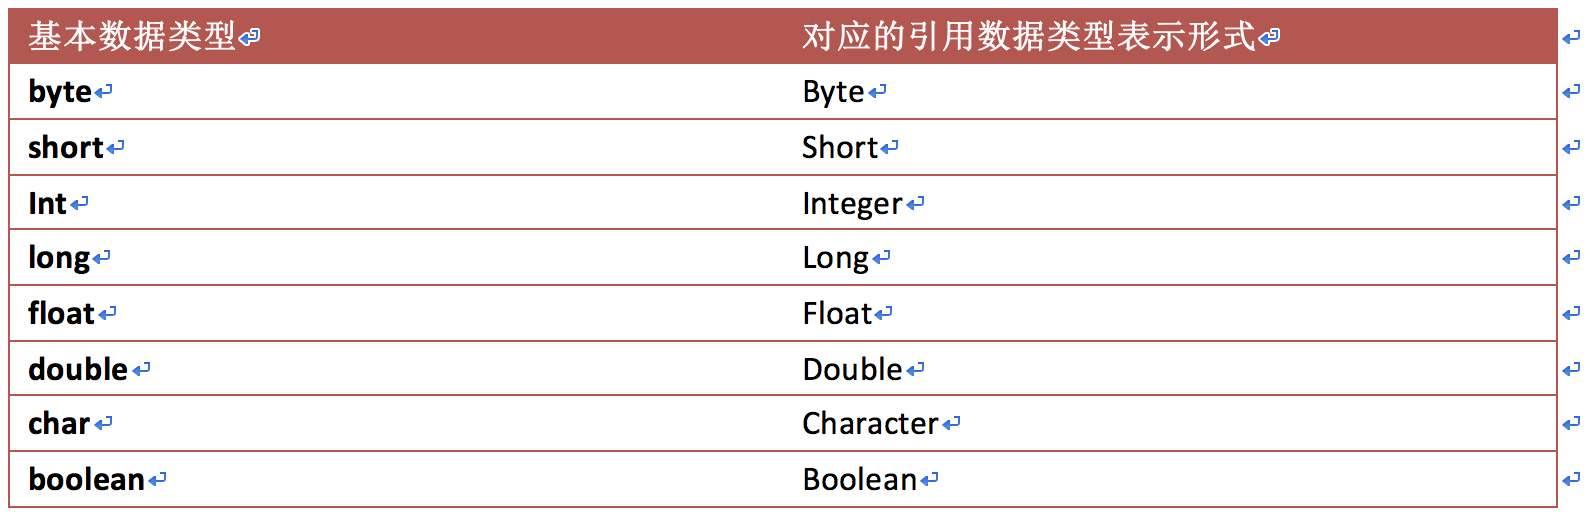 基本数据类型 对应的引用数据类型表示形式
byte Byte
short Short
Int Integer
long Long
float Float
double Double
char Character
boolean Boolean